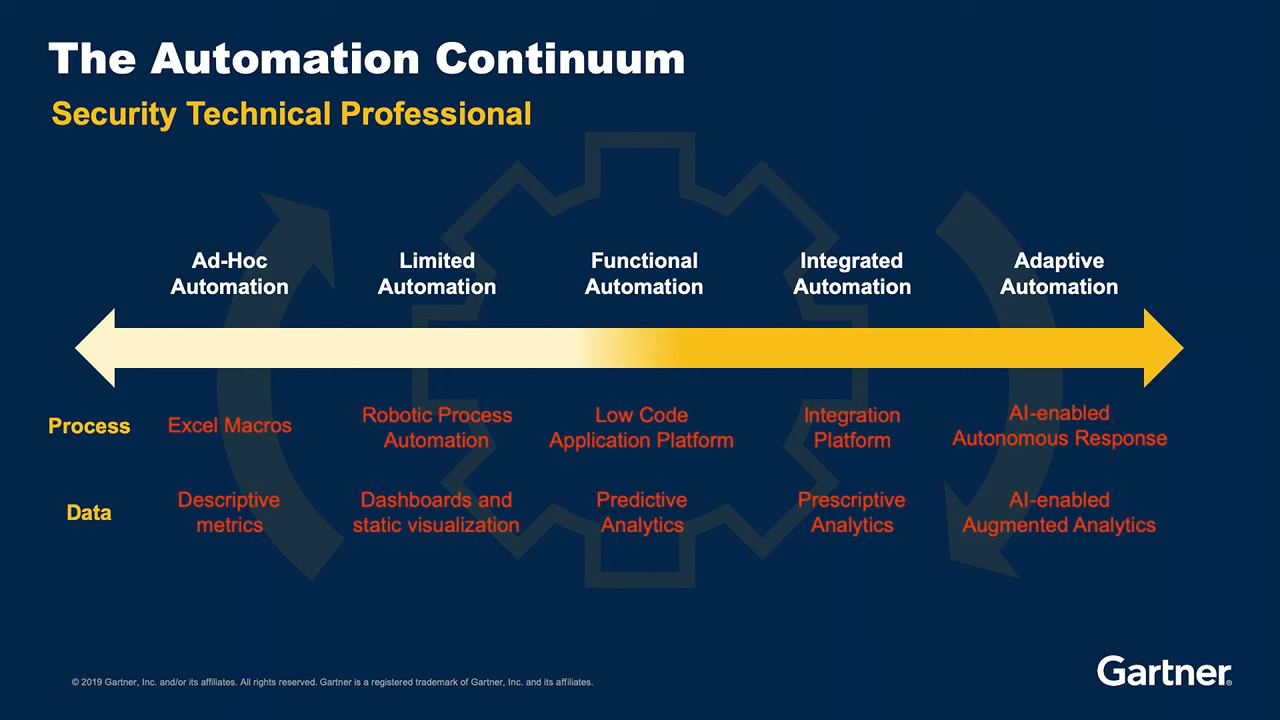 The Automation Continuum
Security Technical Professional
Ad-Hoc
Automation
Limited
Automation
Functional
Automation
Integrated
Automation
Adaptive
Automation
Process
Excel Macros
Robotic Process
Automation
Low Code
Application Platform
Integration
Platform
AI-enabled
Autonomous Response
Data
Descriptive
metrics
Dashboards and
static visualization
Predictive
Analytics
Prescriptive
Analytics
AI-enabled
Augmented Analytics
© 2019 Gartner, Inc. and/or its affiliates. All rights reserved. Gartner is a registered trademark of Gartner, Inc. and its affiliates.
Gartner®